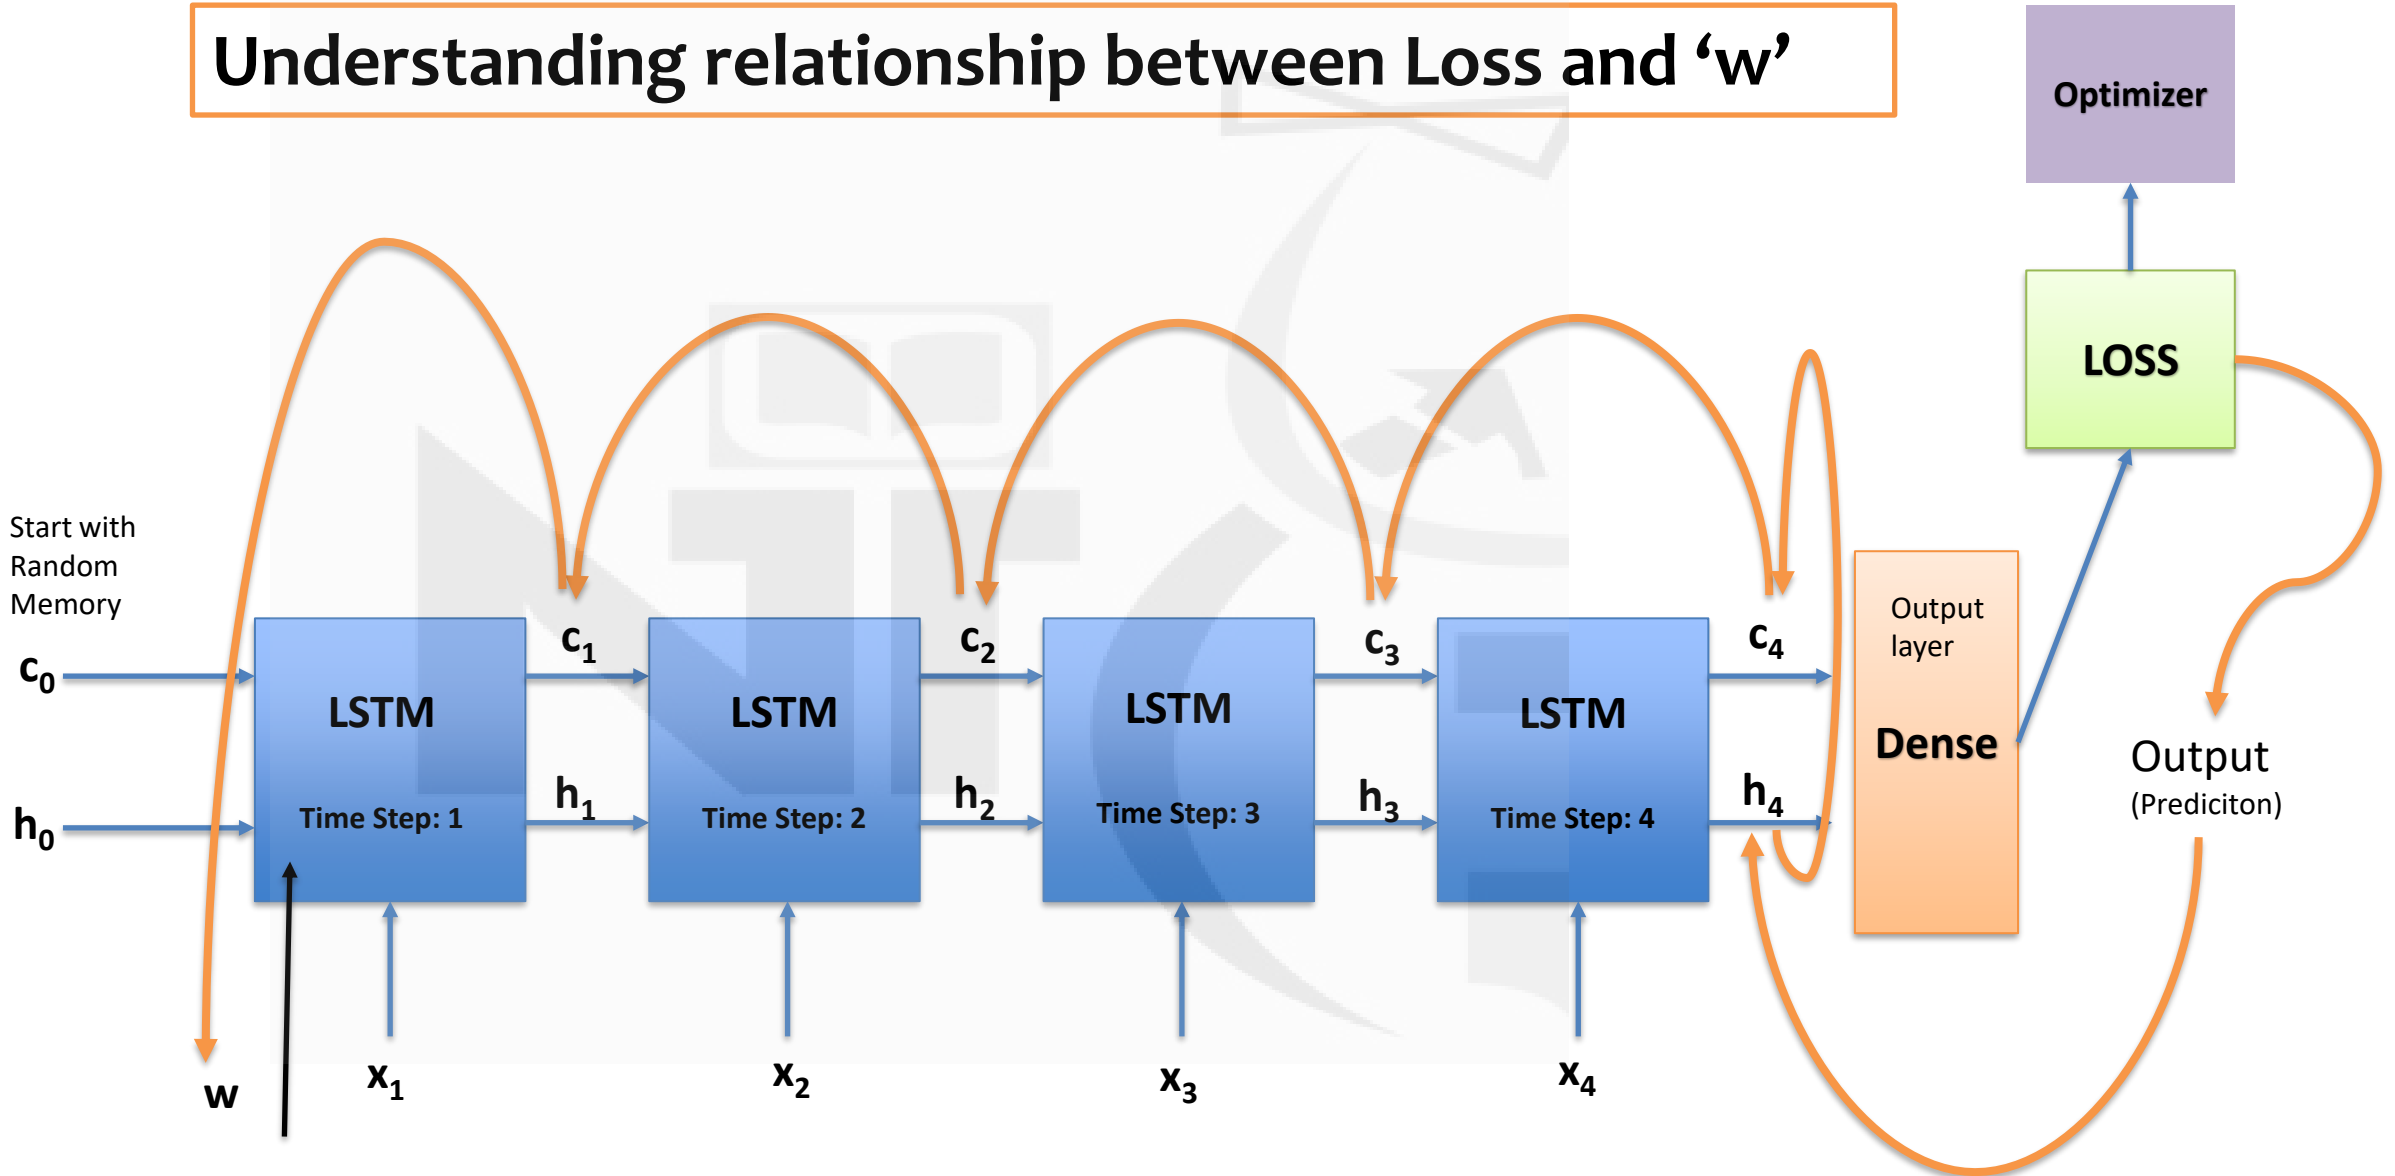 Understanding relationship between Loss and ‘w’
Optimizer
LOSS
Start with
Random
Memory
c0
c1
c2
c3
c4
Output
layer
LSTM
LSTM
LSTM
LSTM
Dense
Output
(Prediciton)
h0
h1
h2
h3
h4
Time Step: 1
Time Step: 2
Time Step: 3
Time Step: 4
w
x1
x2
x3
x4